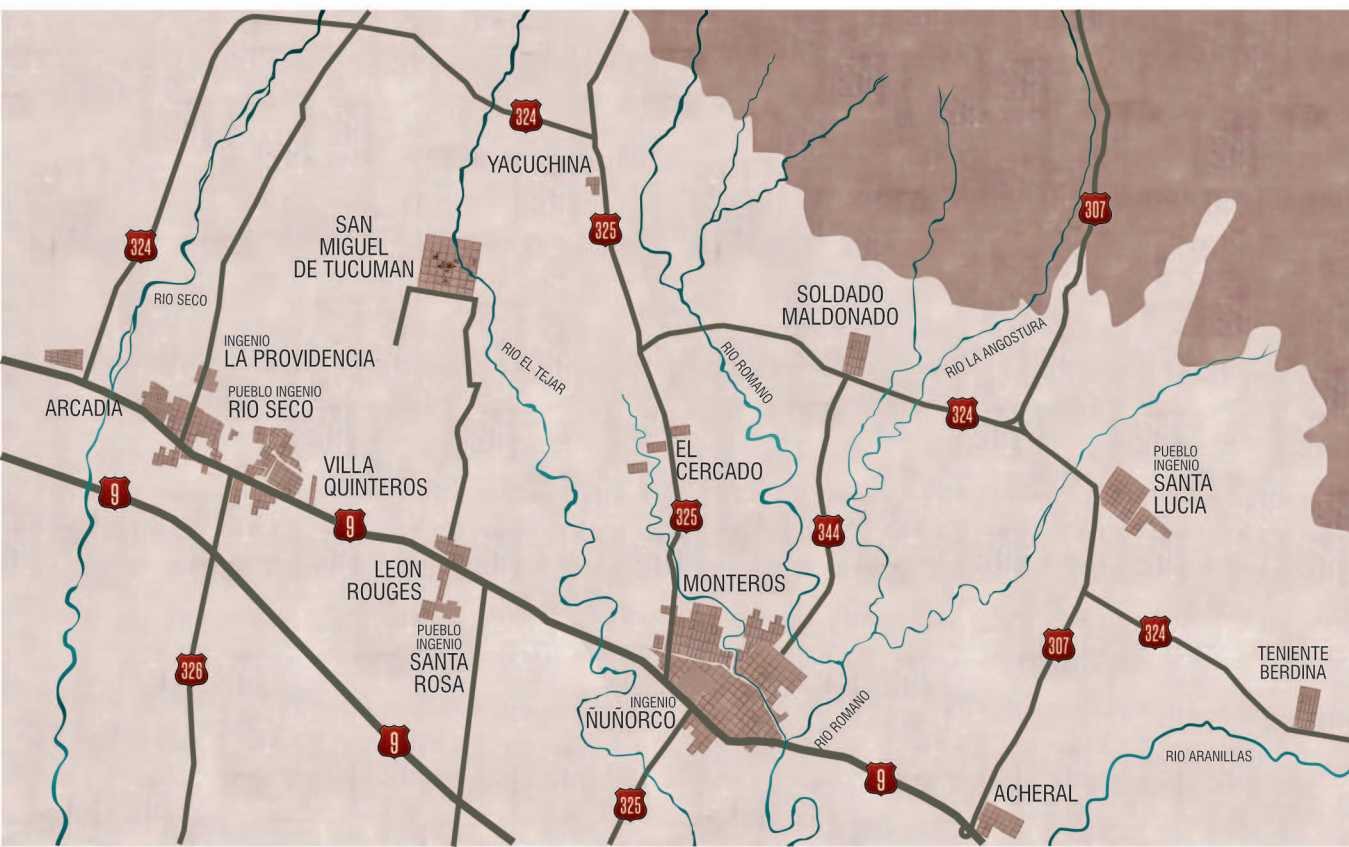 324
YACUCHINA
307
SAN
MIGUEL
DE TUCUMAN
325
324
RIO SECO
SOLDADO
MALDONADO
INGENIO
LA PROVIDENCIA
RIO EL TEJAR
RIO ROMANO
RIO LA ANGOSTURA
ARCADIA
PUEBLO INGENIO
RIO SECO
324
EL
CERCADO
VILLA
QUINTEROS
PUEBLO
INGENIO
SANTA
LUCIA
9
9
325
344
LEON
ROUGES
MONTEROS
PUEBLO
INGENIO
SANTA
ROSA
326
307
324
TENIENTE
BERDINA
INGENIO
ÑUÑORCO
RIO ROMANO
9
RIO ARANILLAS
325
9
ACHERAL